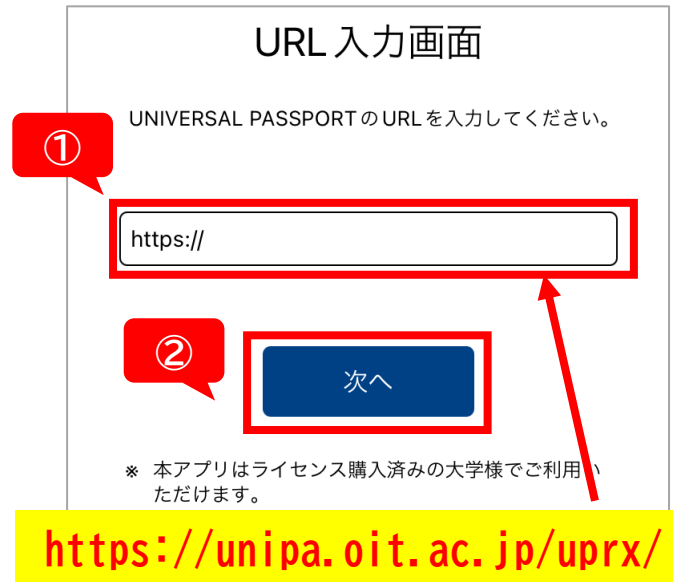 URL入力画面
UNIVERSAL PASSPORTのURLを入力してください。
①
https://
②
次へ
※ 本アプリはライセンス購入済みの大学様でご利用い
ただけます。
https://unipa.oit.ac.jp/uprx/